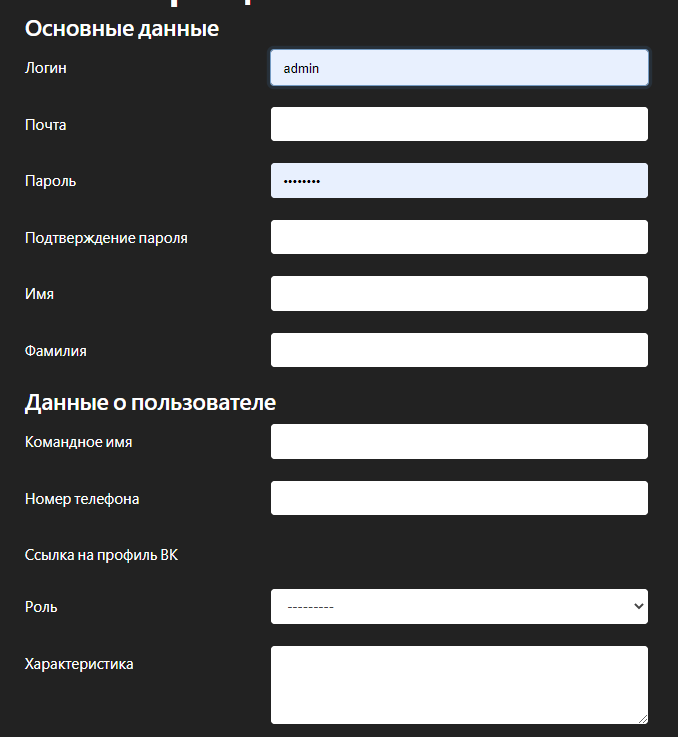 Основные данные
Логин
admin
Почта
Пароль
••••••••
Подтверждение пароля
Имя
Фамилия
Данные о пользователе
Командное имя
Номер телефона
Ссылка на профиль ВК
Роль
---------
Характеристика